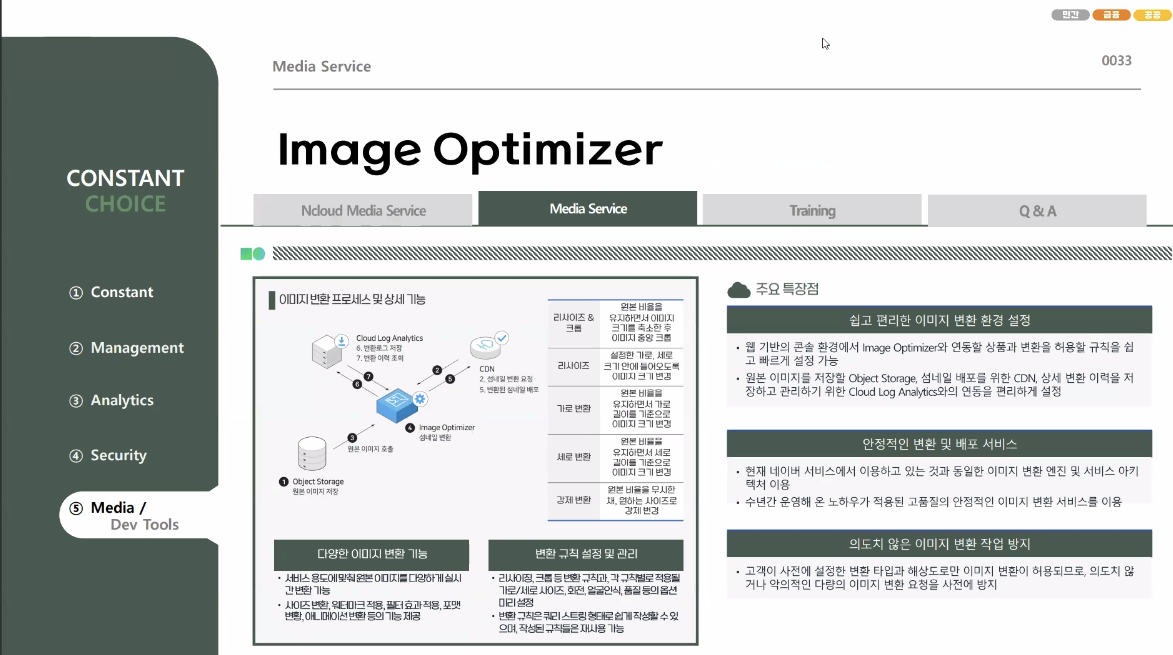 민간 금융 공공
Media Service
0033
Image Optimizer
CONSTANT
CHOICE
① Constant
② Management
③ Analytics
④ Security
⑤ Media /
Dev Tools
Ncloud Media Service
Media Service
Training
Q & A
이미지 변환 프로세스 및 상세 기능
Cloud Log Analytics
6. 변환로그 저장
7. 변환 이력 조회
CDN
2. 섬네일 변환 요청
5. 변환된 섬네일 배포
7
6
2
5
4 Image Optimizer
섬네일 변환
3
원본 이미지 호출
1 Object Storage
원본 이미지 저장
리사이즈 &
크롭
원본 비율을
유지하면서 이미지
크기를 축소한 후
이미지 중앙 크롭
리사이즈
설정한 가로, 세로
크기 안에 들어오도록
이미지 크기 변경
가로 변환
원본 비율을
유지하면서 가로
길이를 기준으로
이미지 크기 변경
세로 변환
원본 비율을
유지하면서 세로
길이를 기준으로
이미지 크기 변경
강제 변환
원본 비율을 무시한
채, 원하는 사이즈로
강제 변경
다양한 이미지 변환 기능
• 서비스 용도에 맞춰 원본 이미지를 다양하게 실시
간 변환 가능
• 사이즈 변환, 워터마크 적용, 필터 효과 적용, 포맷
변환, 애니메이션 변환 등의 기능 제공
변환 규칙 설정 및 관리
• 리사이징, 크롭 등 변환 규칙과, 각 규칙별로 적용될
가로/세로 사이즈, 회전, 얼굴인식, 품질 등의 옵션
미리 설정
• 변환 규칙은 쿼리 스트링 형태로 쉽게 작성할 수 있
으며, 작성된 규칙들은 재사용 가능
주요 특장점
쉽고 편리한 이미지 변환 환경 설정
• 웹 기반의 콘솔 환경에서 Image Optimizer와 연동할 상품과 변환을 허용할 규칙을 쉽
고 빠르게 설정 가능
• 원본 이미지를 저장할 Object Storage, 섬네일 배포를 위한 CDN, 상세 변환 이력을 저
장하고 관리하기 위한 Cloud Log Analytics와의 연동을 편리하게 설정
안정적인 변환 및 배포 서비스
• 현재 네이버 서비스에서 이용하고 있는 것과 동일한 이미지 변환 엔진 및 서비스 아키
텍처 이용
• 수년간 운영해 온 노하우가 적용된 고품질의 안정적인 이미지 변환 서비스를 이용
의도치 않은 이미지 변환 작업 방지
• 고객이 사전에 설정한 변환 타입과 해상도로만 이미지 변환이 허용되므로, 의도치 않
거나 악의적인 다량의 이미지 변환 요청을 사전에 방지